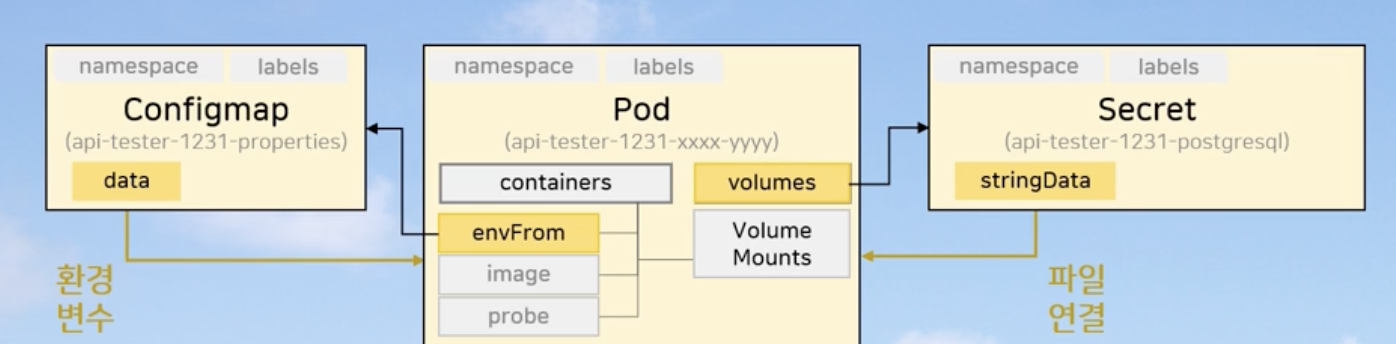 namespace labels
Configmap
(api-tester-1231-properties)
data
환경
변수
namespace labels
Pod
(api-tester-1231-xxxx-yyyy)
containers
envFrom
image
probe
volumes
Volume
Mounts
namespace labels
Secret
(api-tester-1231-postgresql)
stringData
파일
연결